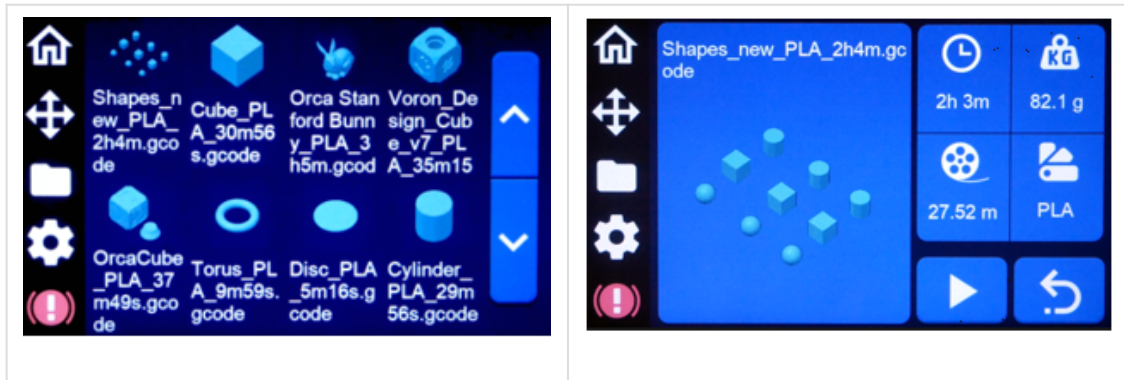 Shapes_n
ew_PLA_
2h4m.gco
de
Cube_PL
A_30m56
s.gcode
Orca Stan
ford Bunn
y_PLA_3
h5m.gcod
Voron_De
sign_Cub
e_v7_PL
A_35m15
OrcaCube
_PLA_37
m49s.gco
de
Torus_PL
A_9m59s.
gcode
Disc_PLA
_5m16s.g
code
Cylinder_
PLA_29m
56s.gcode
Shapes_new_PLA_2h4m.gc
ode
KG
2h 3m
82.1 g
27.52 m
PLA